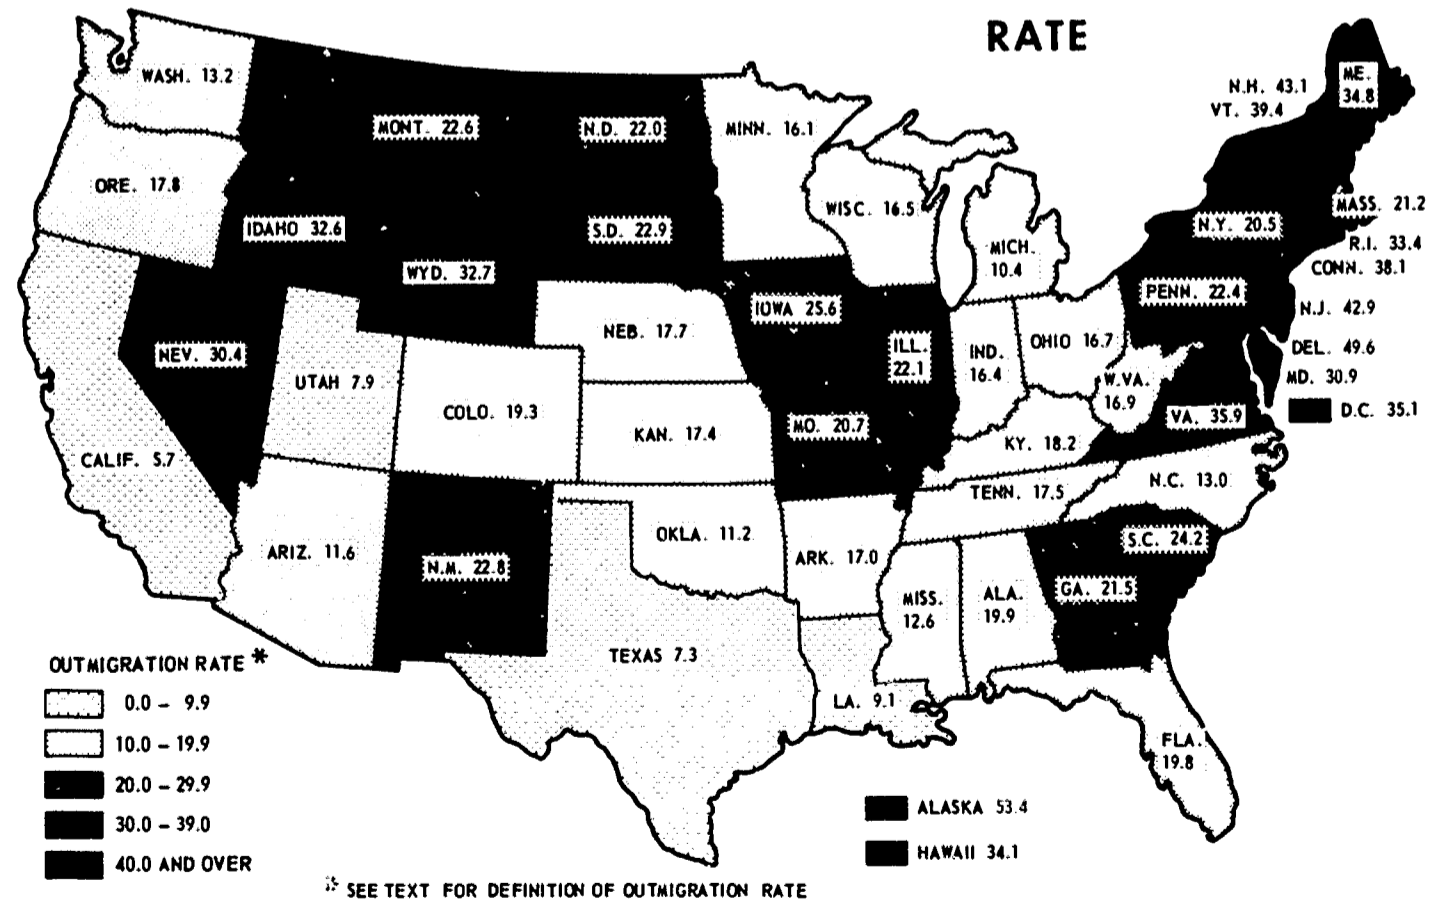 RATE
WASH. 13.2
MONT. 22.6
N.D. 22.0
MINN. 16.1
N.H. 43.1
VT. 39.4
ME.
34.8
ORE. 17.8
IDAHO 32.6
WYD. 32.7
S.D. 22.9
WISC. 16.5
MICH.
10.4
N.Y. 20.5
MASS. 21.2
R.I. 33.4
CONN. 38.1
PENN. 22.4
N.J. 42.9
DEL. 49.6
MD. 30.9
D.C. 35.1
NEV. 30.4
UTAH 7.9
COLO. 19.3
NEB. 17.7
IOWA 25.6
ILL.
22.1
IND.
16.4
OHIO 16.7
W.VA.
16.9
VA. 35.9
CALIF. 5.7
KAN. 17.4
MO. 20.7
KY. 18.2
TENN. 17.5
N.C. 13.0
ARIZ. 11.6
N.M. 22.8
OKLA. 11.2
ARK. 17.0
S.C. 24.2
TEXAS 7.3
LA. 9.1
MISS.
12.6
ALA.
19.9
GA. 21.5
FLA.
19.8
OUTMIGRATION RATE *
0.0 – 9.9
10.0 – 19.9
20.0 – 29.9
30.0 – 39.0
40.0 AND OVER
ALASKA 53.4
HAWAII 34.1
* SEE TEXT FOR DEFINITION OF OUTMIGRATION RATE